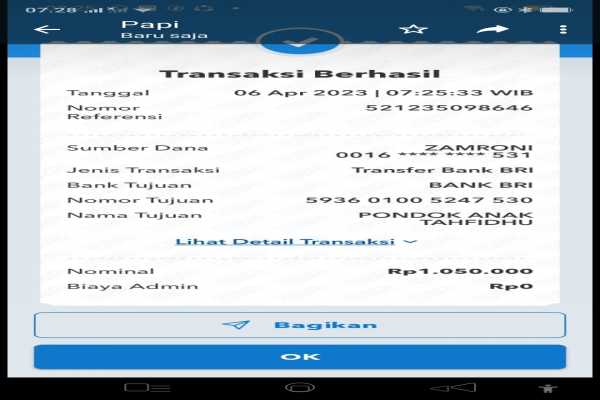 07.28
Papi
Baru saja
Transaksi Berhasil
Tanggal 06 Apr 2023 | 07:25:33 WIB
Nomor Referensi 521235098646
Sumber Dana ZAMRONI
0016 **** **** 531
Jenis Transaksi Transfer Bank BRI
Bank Tujuan BANK BRI
Nomor Tujuan 5936 0100 5247 530
Nama Tujuan PONDOK ANAK
TAHFIDHU
Lihat Detail Transaksi
Nominal Rp1.050.000
Biaya Admin Rp0
Bagikan
OK